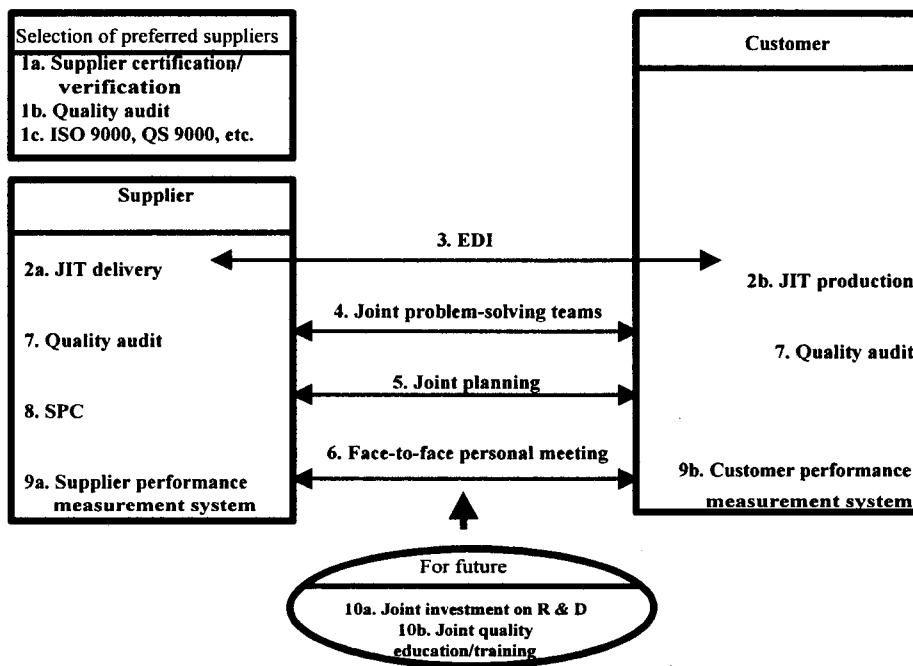 Selection of preferred suppliers
1a. Supplier certification/
verification
1b. Quality audit
1c. ISO 9000, QS 9000, etc.
Customer
Supplier
3. EDI
2a. JIT delivery
2b. JIT production
4. Joint problem-solving teams
7. Quality audit
7. Quality audit
5. Joint planning
8. SPC
6. Face-to-face personal meeting
9a. Supplier performance
measurement system
9b. Customer performance
measurement system
For future
10a. Joint investment on R & D
10b. Joint quality
education/training